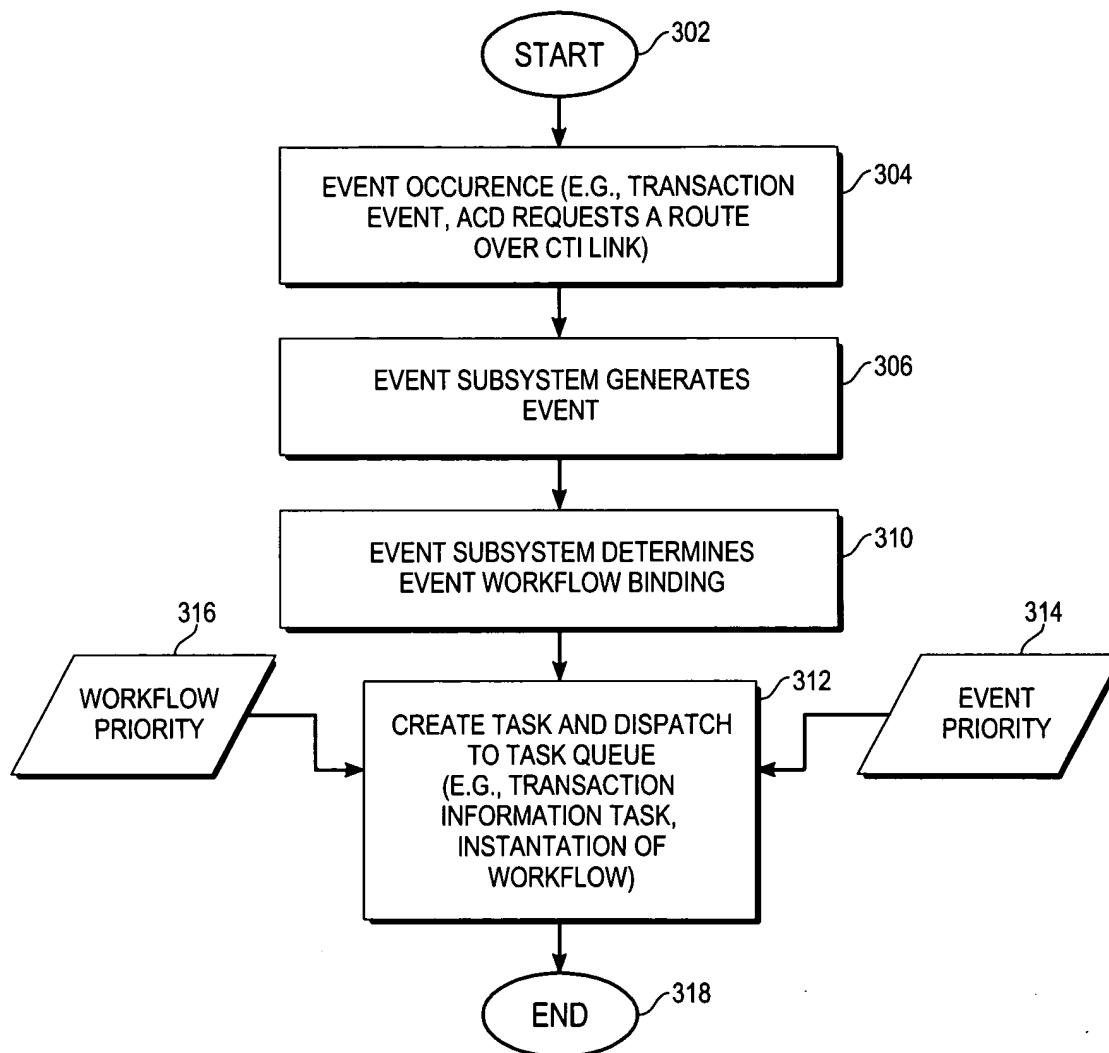 START
302
EVENT OCCURENCE (E.G., TRANSACTION
EVENT, ACD REQUESTS A ROUTE
OVER CTI LINK)
304
EVENT SUBSYSTEM GENERATES
EVENT
306
EVENT SUBSYSTEM DETERMINES
EVENT WORKFLOW BINDING
310
316
WORKFLOW
PRIORITY
312
CREATE TASK AND DISPATCH
TO TASK QUEUE
(E.G., TRANSACTION
INFORMATION TASK,
INSTANTATION OF
WORKFLOW)
314
EVENT
PRIORITY
END
318